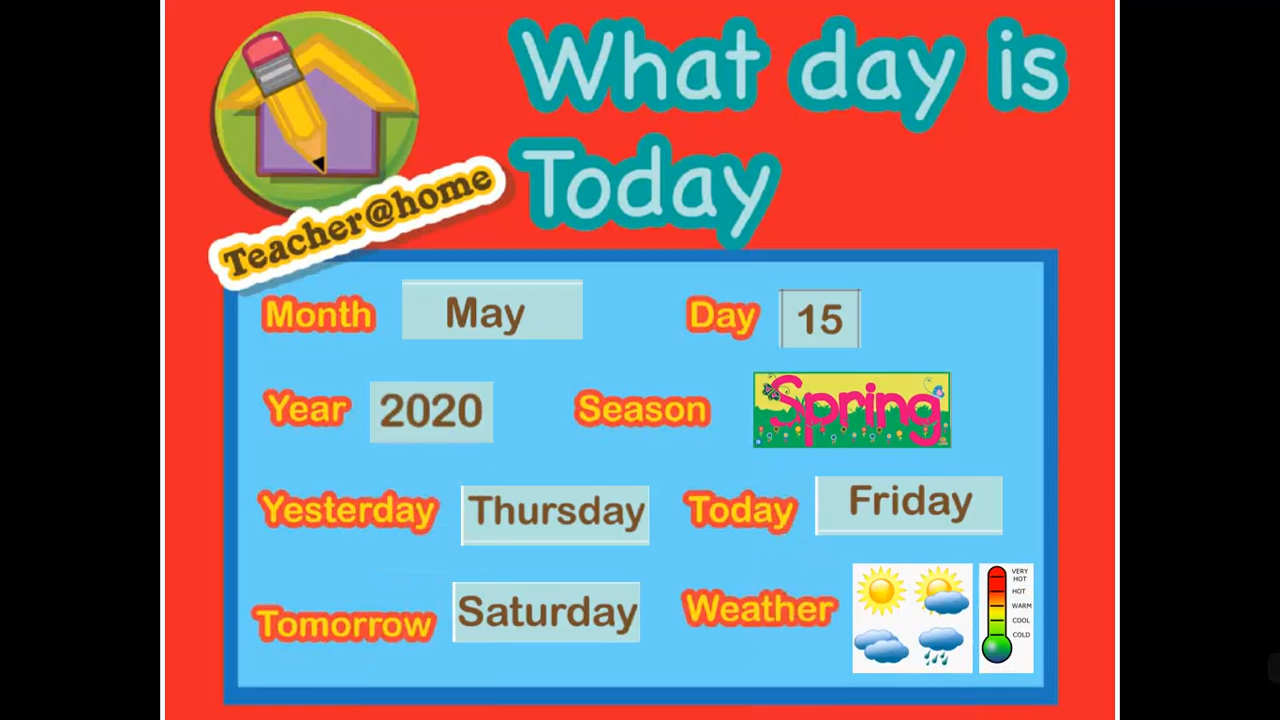 What day is
Today
Teacher@home
Month May Day 15
Year 2020 Season Spring
Yesterday Thursday Today Friday
Tomorrow Saturday Weather
VERY
HOT
HOT
WARM
COOL
COLD